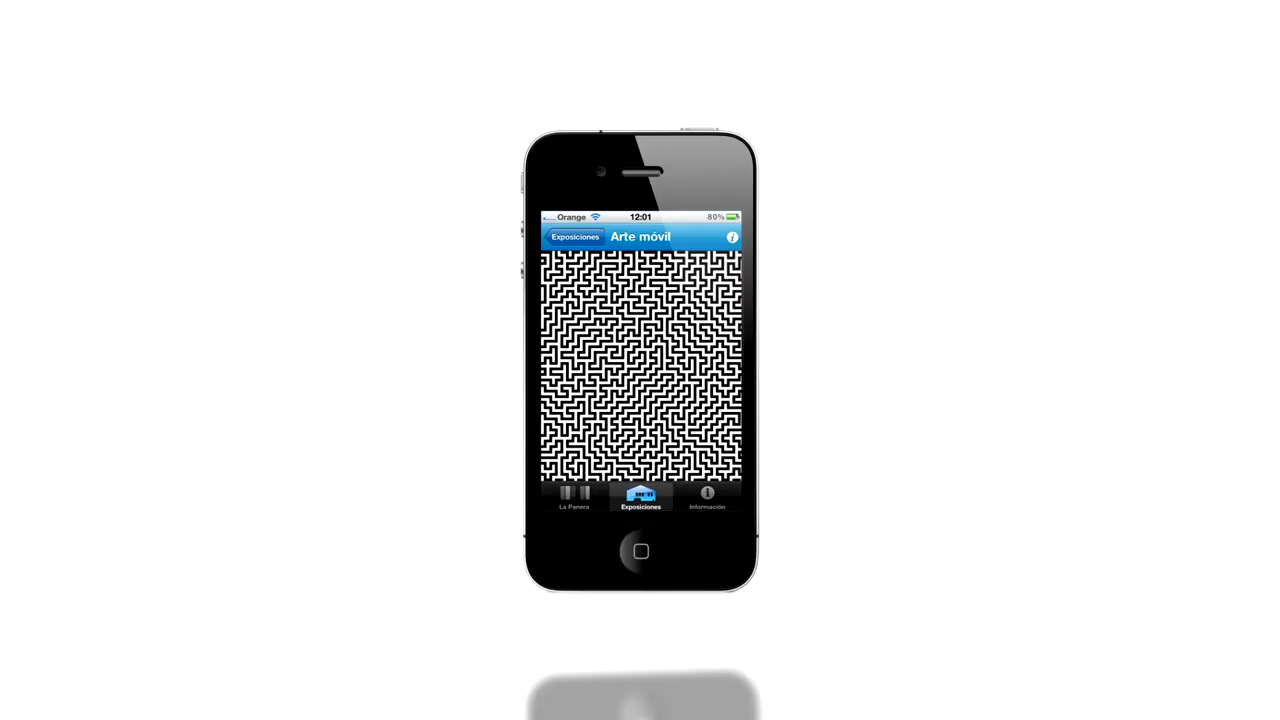 Orange 12:01 80%
Exposiciones Arte móvil
La Panera Exposiciones Información